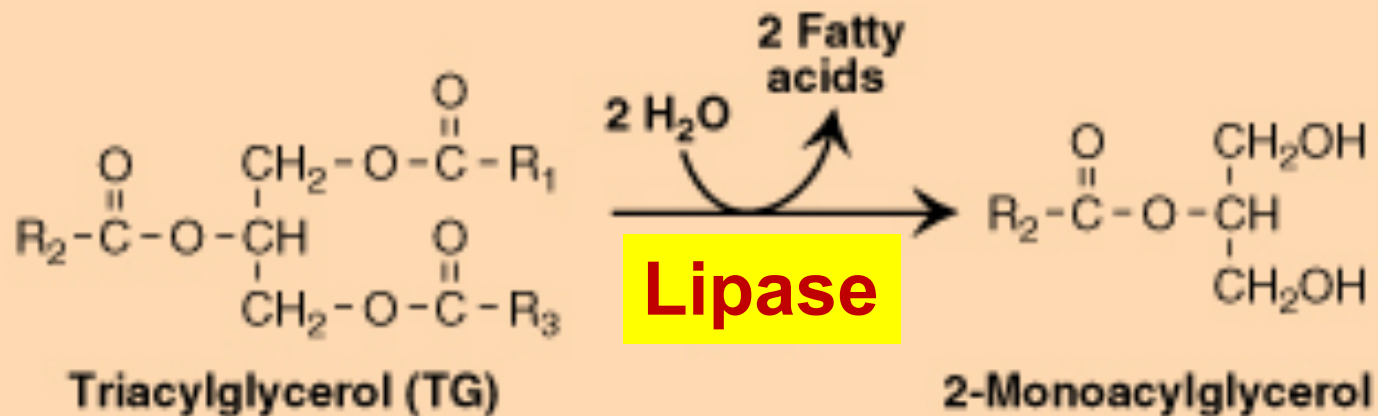 2 Fatty
acids
2 H₂O
O
O
CH₂-O-C-R₁
R₂-C-O-CH
O
CH₂-O-C-R₃
Triacylglycerol (TG)
Lipase
O
CH₂OH
R₂-C-O-CH
CH₂OH
2-Monoacylglycerol